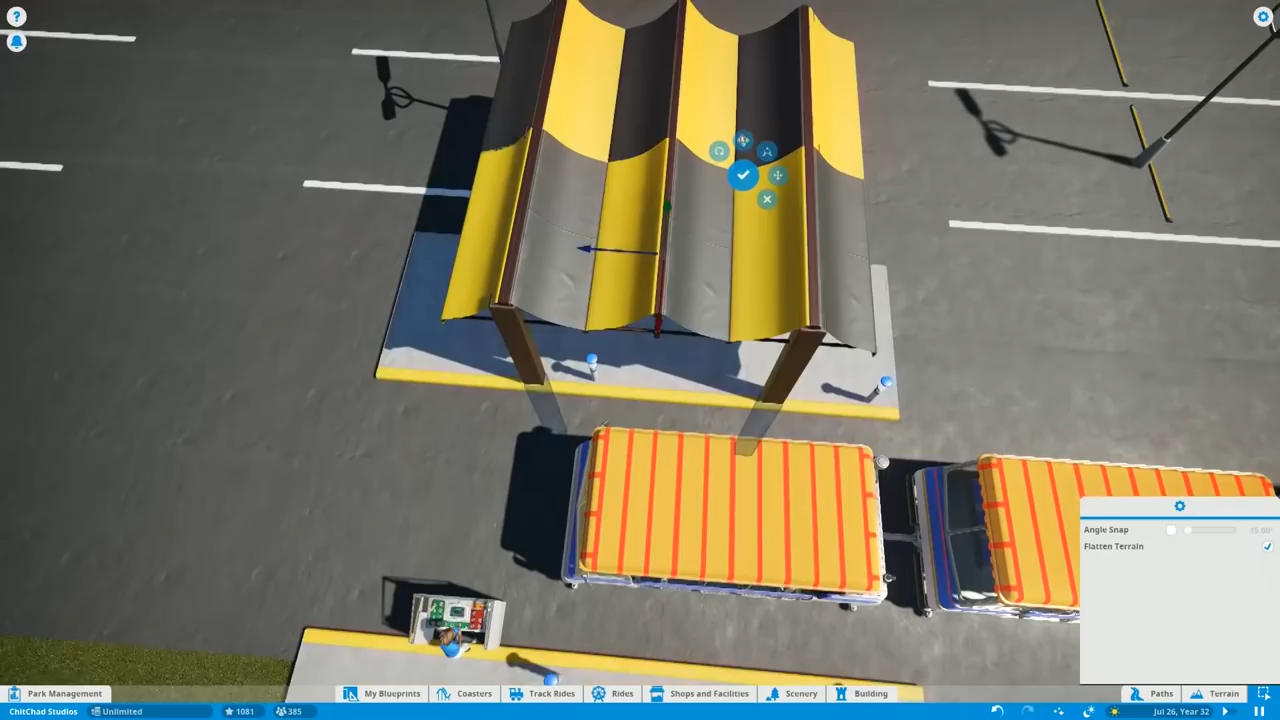 ?
Angle Snap 15.00°
Flatten Terrain
Park Management
My Blueprints
Coasters
Track Rides
Rides
Shops and Facilities
Scenery
Building
Paths
Terrain
ChitChad Studios
Unlimited
1081
385
Jul 26, Year 32